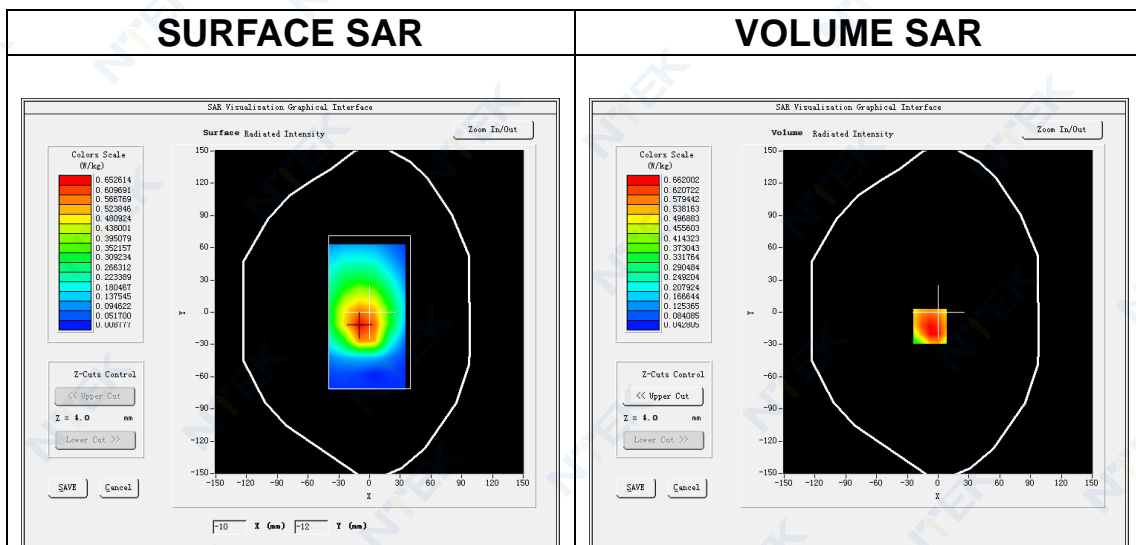 SURFACE SAR
VOLUME SAR
SAR Visualisation Graphical Interface
Surface Radiated Intensity
Zoom In/Out
Colors Scale
(W/kg)
0.652614
0.609691
0.566769
0.523846
0.480924
0.438001
0.395079
0.352157
0.309234
0.266312
0.223389
0.180467
0.137545
0.094622
0.051700
0.008777
Z-Cuts Control
<< Upper Cut
Z = 4.0 mm
Lower Cut >>
SAVE Cancel
150
120
90
60
30
0
-30
-60
-90
-120
-150
Y
-150 -120 -90 -60 -30 0 30 60 90 120 150
X
-10 X (mm) -12 Y (mm)
SAR Visualisation Graphical Interface
Volume Radiated Intensity
Zoom In/Out
Colors Scale
(W/kg)
0.662002
0.620722
0.579442
0.538163
0.496883
0.455603
0.414323
0.373043
0.331764
0.290484
0.249204
0.207924
0.166644
0.125365
0.084085
0.042805
Z-Cuts Control
<< Upper Cut
Z = 4.0 mm
Lower Cut >>
SAVE Cancel
150
120
90
60
30
0
-30
-60
-90
-120
-150
Y
-150 -120 -90 -60 -30 0 30 60 90 120 150
X
NTEK